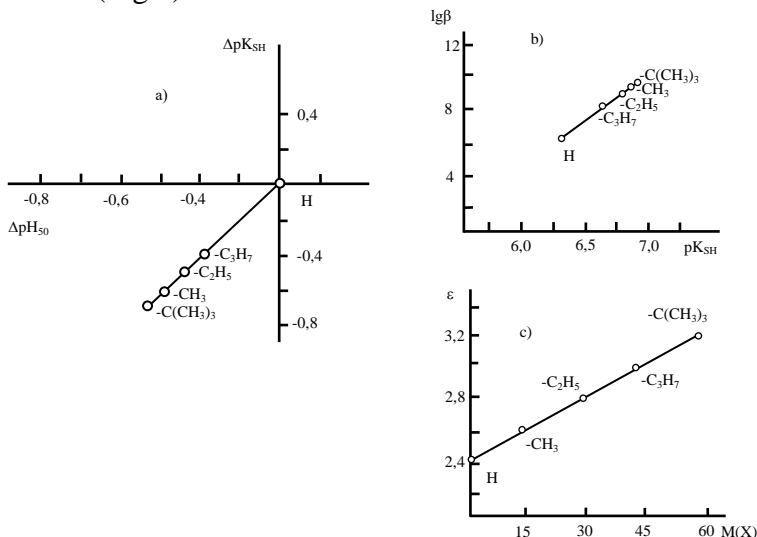 ΔpK_SH
a)
0,4
-0,8
-0,6
-0,4
H
ΔpH₅₀
-C₃H₇
-0,4
-C₂H₅
-CH₃
-C(CH₃)₃
-0,8
lgβ
b)
12
-C(CH₃)₃
-CH₃
8
-C₂H₅
-C₃H₇
H
4
6,0
6,5
7,0
pK_SH
ε
-C(CH₃)₃
3,2
c)
-C₂H₅
-C₃H₇
2,8
-CH₃
2,4
H
15
30
45
60
M(X)